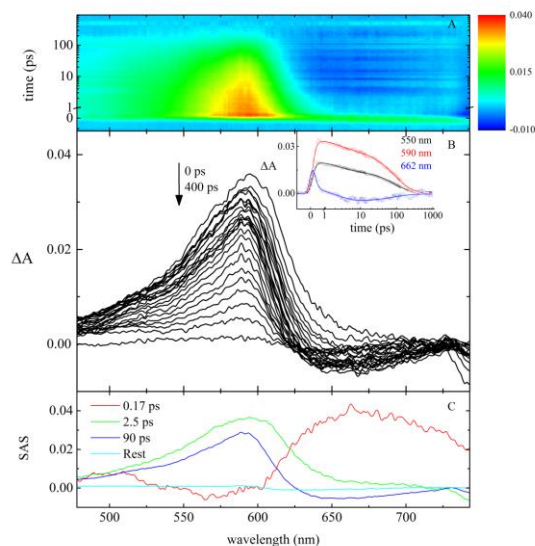 A
time (ps)
100
10
1
0
0.040
0.015
-0.010
0.04
0.02
0.00
ΔA
0 ps
400 ps
B
0.03
0.00
ΔA
550 nm
590 nm
662 nm
0 1 10 100 1000
time (ps)
C
0.04
0.02
0.00
SAS
0.17 ps
2.5 ps
90 ps
Rest
500 550 600 650 700
wavelength (nm)